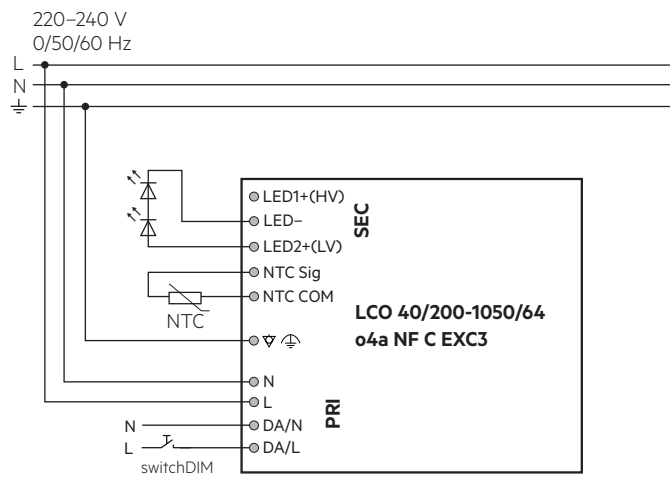 220–240 V
0/50/60 Hz
L
N
LED1+(HV)
LED–
LED2+(LV)
SEC
NTC Sig
NTC COM
NTC
LCO 40/200-1050/64
o4a NF C EXC3
N
L
PRI
N
DA/N
L
DA/L
switchDIM